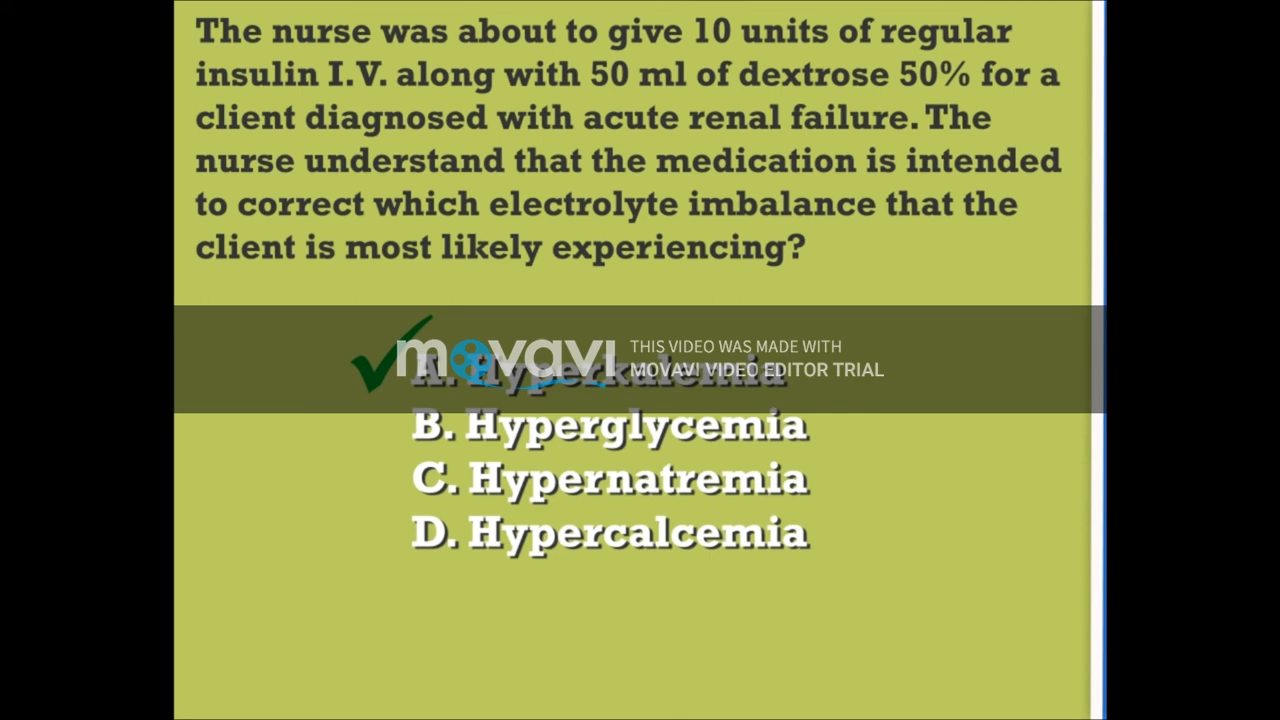 The nurse was about to give 10 units of regular
insulin I.V. along with 50 ml of dextrose 50% for a
client diagnosed with acute renal failure. The
nurse understand that the medication is intended
to correct which electrolyte imbalance that the
client is most likely experiencing?
A. Hyperkalemia
movavi
THIS VIDEO WAS MADE WITH
MOVAVI VIDEO EDITOR TRIAL
B. Hyperglycemia
C. Hypernatremia
D. Hypercalcemia